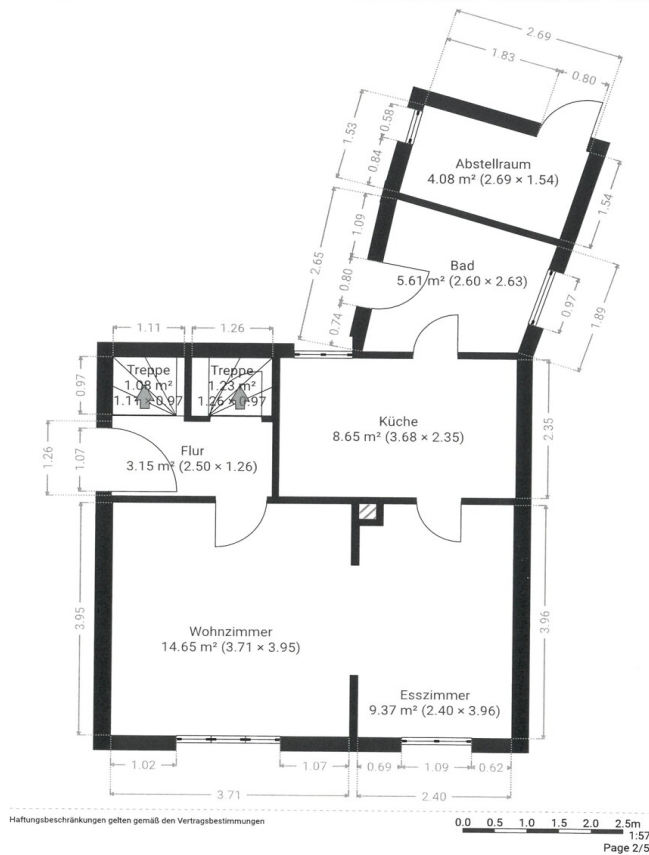 2.69
1.83
0.80
1.53
0.58
0.84
Abstellraum
4.08 m² (2.69 × 1.54)
1.54
2.65
1.09
0.80
0.74
Bad
5.61 m² (2.60 × 2.63)
0.97
1.89
1.11
1.26
0.97
Treppe
1.08 m²
1.11 × 0.97
Treppe
1.23 m²
1.26 × 0.97
Küche
8.65 m² (3.68 × 2.35)
2.35
1.26
1.07
Flur
3.15 m² (2.50 × 1.26)
3.95
Wohnzimmer
14.65 m² (3.71 × 3.95)
3.96
Esszimmer
9.37 m² (2.40 × 3.96)
1.02
1.07
0.69
1.09
0.62
3.71
2.40
Haftungsbeschränkungen gelten gemäß den Vertragsbestimmungen
0.0 0.5 1.0 1.5 2.0 2.5m
1:57
Page 2/5